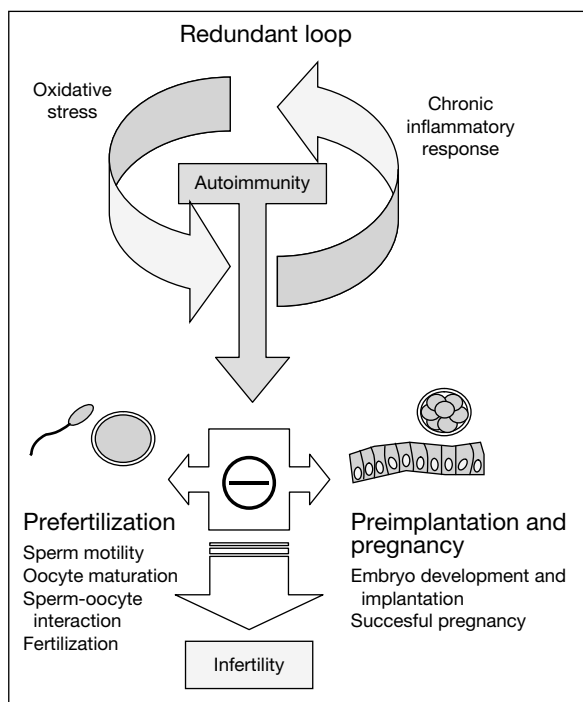 Redundant loop
Oxidative
stress
Chronic
inflammatory
response
Autoimmunity
Prefertilization
Sperm motility
Oocyte maturation
Sperm-oocyte
interaction
Fertilization
Preimplantation and
pregnancy
Embryo development and
implantation
Succesful pregnancy
Infertility